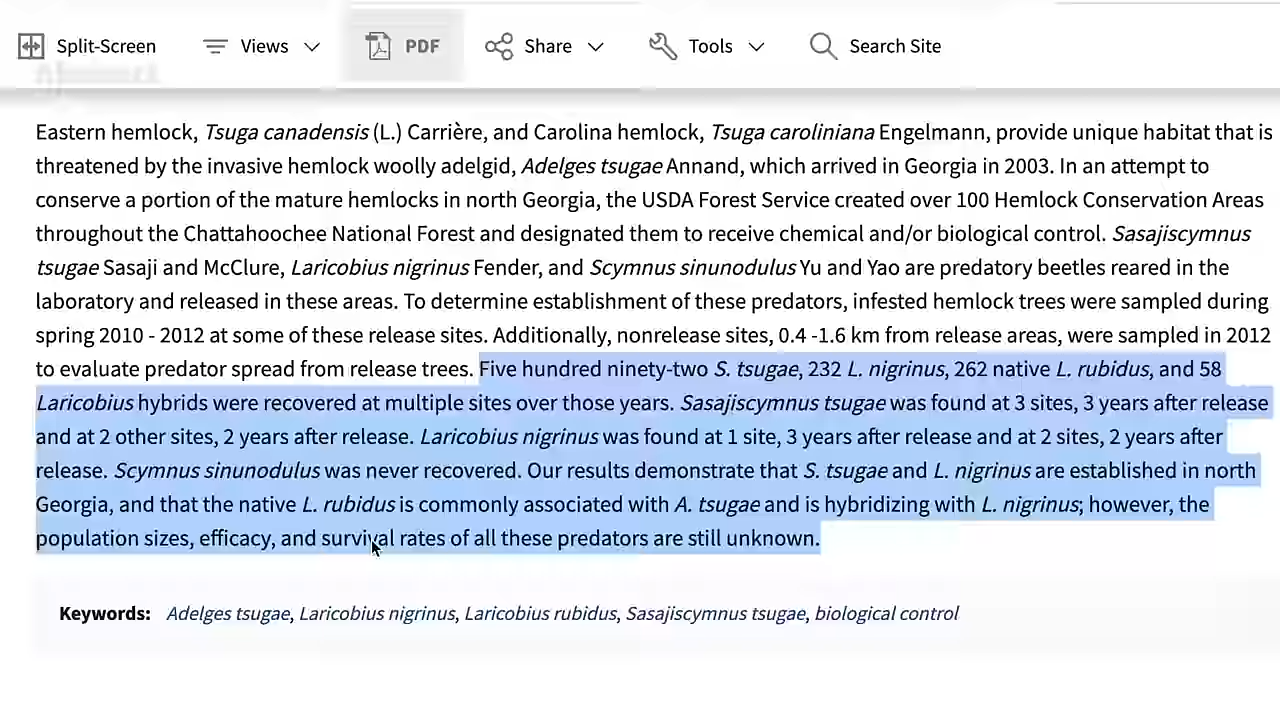 Split-Screen Views PDF Share Tools Search Site
Abstract
Eastern hemlock, Tsuga canadensis (L.) Carrière, and Carolina hemlock, Tsuga caroliniana Engelmann, provide unique habitat that is
threatened by the invasive hemlock woolly adelgid, Adelges tsugae Annand, which arrived in Georgia in 2003. In an attempt to
conserve a portion of the mature hemlocks in north Georgia, the USDA Forest Service created over 100 Hemlock Conservation Areas
throughout the Chattahoochee National Forest and designated them to receive chemical and/or biological control. Sasajiscymnus
tsugae Sasaji and McClure, Laricobius nigrinus Fender, and Scymnus sinunodulus Yu and Yao are predatory beetles reared in the
laboratory and released in these areas. To determine establishment of these predators, infested hemlock trees were sampled during
spring 2010 - 2012 at some of these release sites. Additionally, nonrelease sites, 0.4 -1.6 km from release areas, were sampled in 2012
to evaluate predator spread from release trees. Five hundred ninety-two S. tsugae, 232 L. nigrinus, 262 native L. rubidus, and 58
Laricobius hybrids were recovered at multiple sites over those years. Sasajiscymnus tsugae was found at 3 sites, 3 years after release
and at 2 other sites, 2 years after release. Laricobius nigrinus was found at 1 site, 3 years after release and at 2 sites, 2 years after
release. Scymnus sinunodulus was never recovered. Our results demonstrate that S. tsugae and L. nigrinus are established in north
Georgia, and that the native L. rubidus is commonly associated with A. tsugae and is hybridizing with L. nigrinus; however, the
population sizes, efficacy, and survival rates of all these predators are still unknown.
Keywords: Adelges tsugae, Laricobius nigrinus, Laricobius rubidus, Sasajiscymnus tsugae, biological control